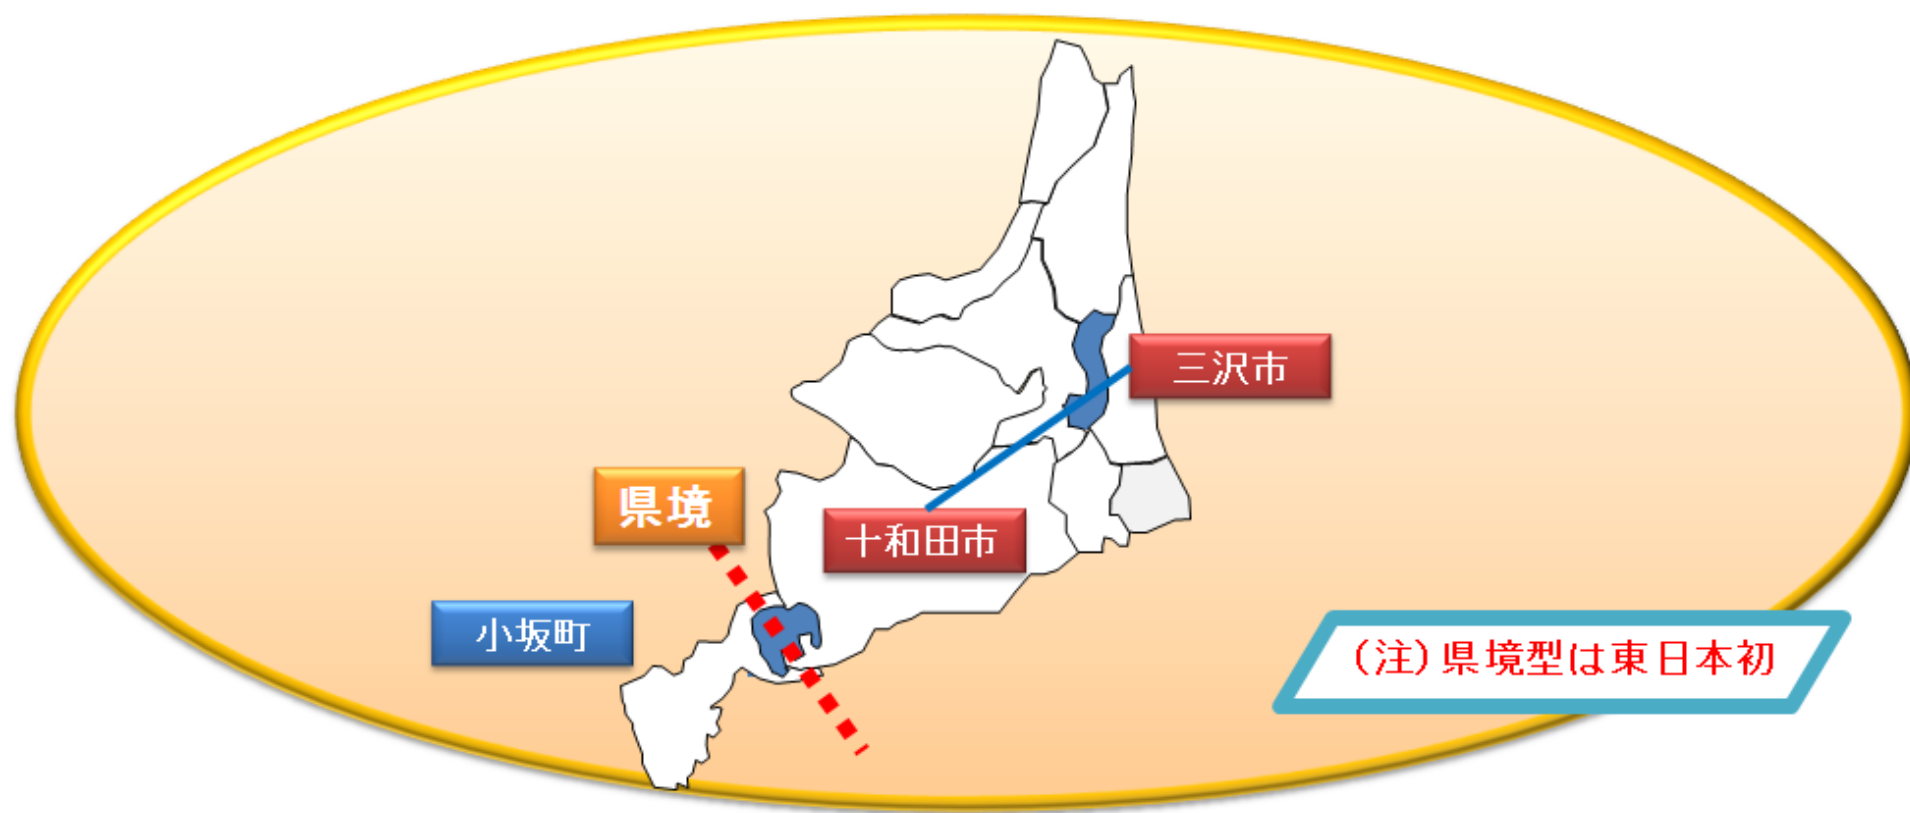 三沢市
県境
十和田市
小坂町
(注)県境型は東日本初